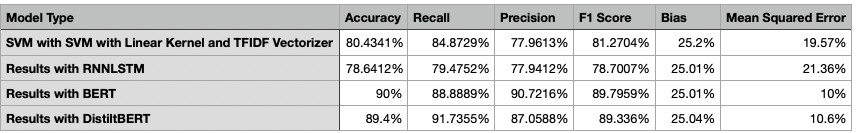 Model Type Accuracy Recall Precision F1 Score Bias Mean Squared Error
SVM with SVM with Linear Kernel and TFIDF Vectorizer 80.4341% 84.8729% 77.9613% 81.2704% 25.2% 19.57%
Results with RNNLSTM 78.6412% 79.4752% 77.9412% 78.7007% 25.01% 21.36%
Results with BERT 90% 88.8889% 90.7216% 89.7959% 25.01% 10%
Results with DistiltBERT 89.4% 91.7355% 87.0588% 89.336% 25.04% 10.6%